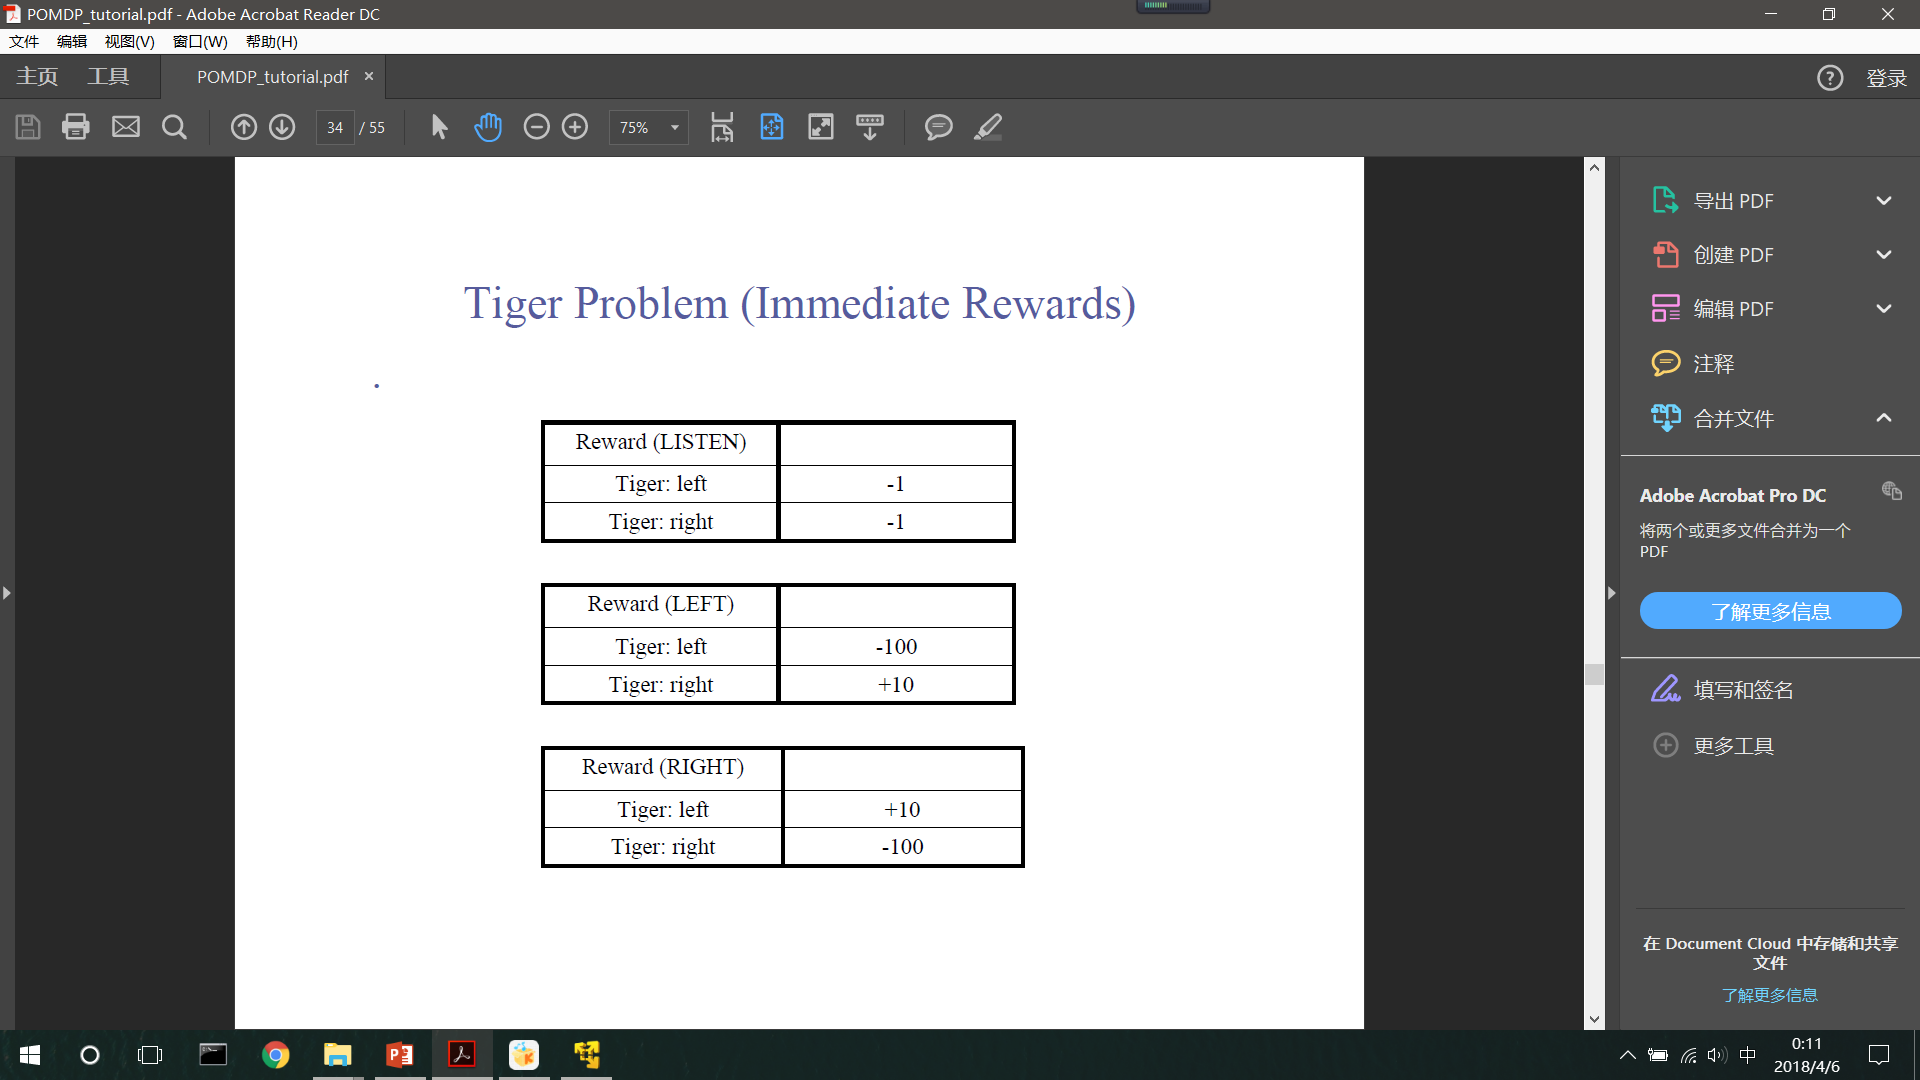 POMDP_tutorial.pdf - Adobe Acrobat Reader DC
文件 编辑 视图(V) 窗口(W) 帮助(H)
主页 工具 POMDP_tutorial.pdf × ? 登录
34 / 55 75%
Tiger Problem (Immediate Rewards)
Reward (LISTEN)
Tiger: left -1
Tiger: right -1
Reward (LEFT)
Tiger: left -100
Tiger: right +10
Reward (RIGHT)
Tiger: left +10
Tiger: right -100
导出 PDF
创建 PDF
编辑 PDF
注释
合并文件
Adobe Acrobat Pro DC
将两个或更多文件合并为一个
PDF
了解更多信息
填写和签名
更多工具
在 Document Cloud 中存储和共享
文件
了解更多信息
中
0:11
2018/4/6